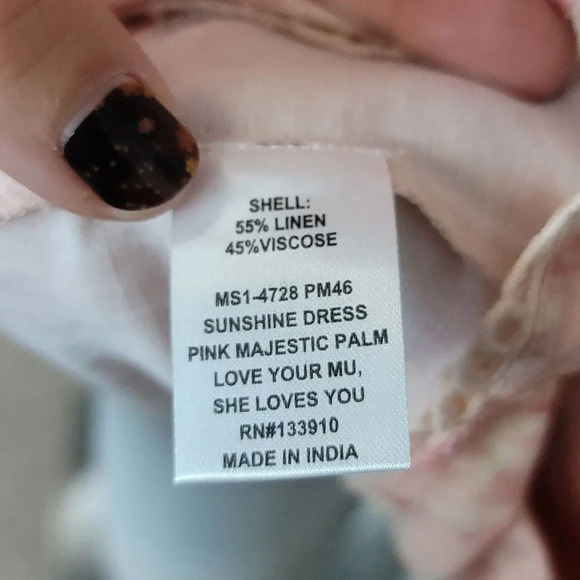 SHELL:
55% LINEN
45%VISCOSE
MS1-4728 PM46
SUNSHINE DRESS
PINK MAJESTIC PALM
LOVE YOUR MU,
SHE LOVES YOU
RN#133910
MADE IN INDIA